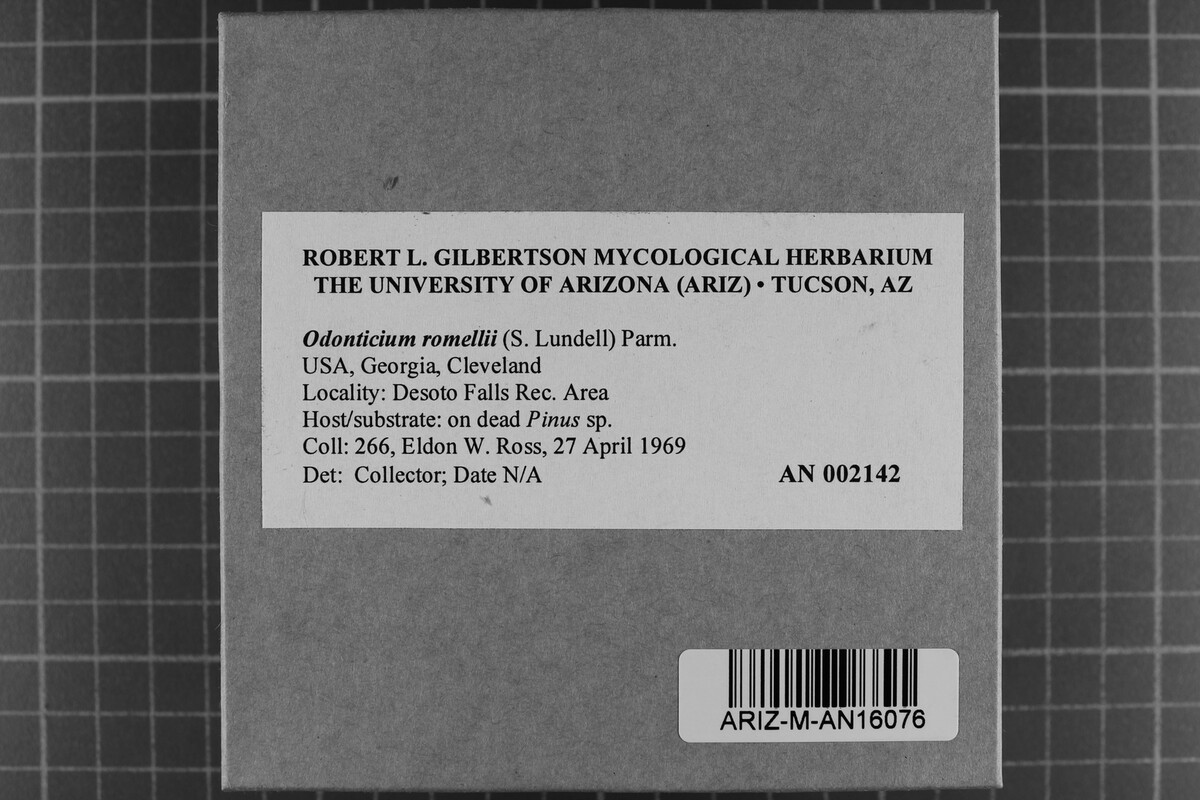 ROBERT L. GILBERTSON MYCOLOGICAL HERBARIUM
THE UNIVERSITY OF ARIZONA (ARIZ) • TUCSON, AZ
Odonticium romellii (S. Lundell) Parm.
USA, Georgia, Cleveland
Locality: Desoto Falls Rec. Area
Host/substrate: on dead Pinus sp.
Coll: 266, Eldon W. Ross, 27 April 1969
Det: Collector; Date N/A
AN 002142
ARIZ-M-AN16076